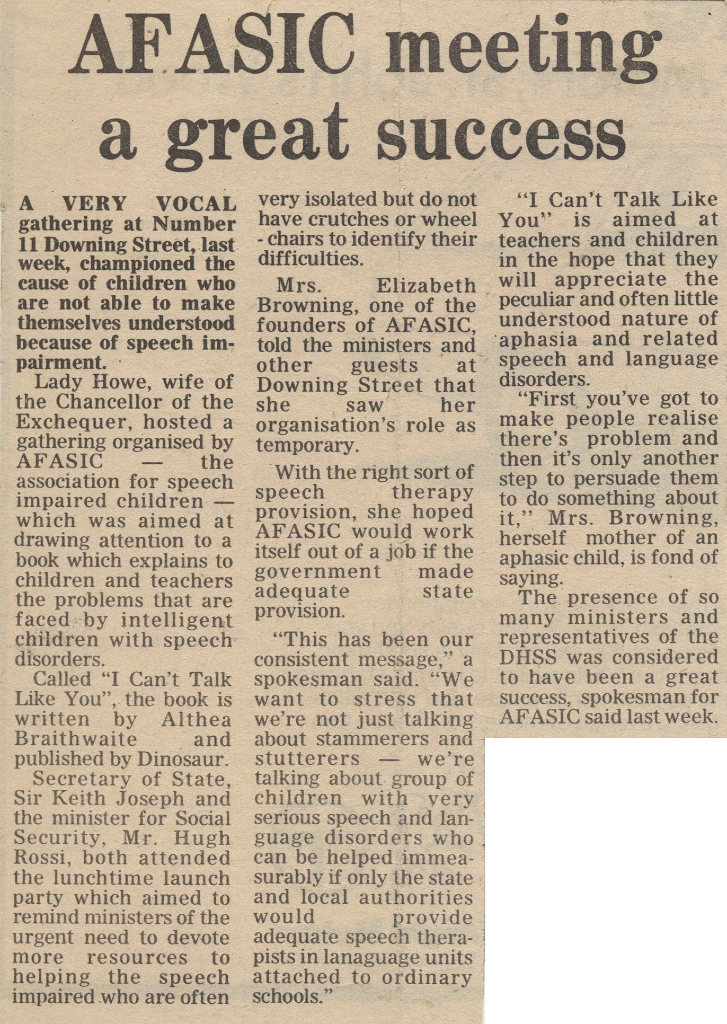 AFASIC meeting
a great success
A VERY VOCAL
gathering at Number
11 Downing Street, last
week, championed the
cause of children who
are not able to make
themselves understood
because of speech im-
pairment.
Lady Howe, wife of
the Chancellor of the
Exchequer, hosted a
gathering organised by
AFASIC — the
association for speech
impaired children —
which was aimed at
drawing attention to a
book which explains to
children and teachers
the problems that are
faced by intelligent
children with speech
disorders.
Called “I Can’t Talk
Like You”, the book is
written by Althea
Braithwaite and
published by Dinosaur.
Secretary of State,
Sir Keith Joseph and
the minister for Social
Security, Mr. Hugh
Rossi, both attended
the lunchtime launch
party which aimed to
remind ministers of the
urgent need to devote
more resources to
helping the speech
impaired who are often
very isolated but do not
have crutches or wheel
- chairs to identify their
difficulties.
Mrs. Elizabeth
Browning, one of the
founders of AFASIC,
told the ministers and
other guests at
Downing Street that
she saw her
organisation’s role as
temporary.
With the right sort of
speech therapy
provision, she hoped
AFASIC would work
itself out of a job if the
government made
adequate state
provision.
“This has been our
consistent message,” a
spokesman said. “We
want to stress that
we’re not just talking
about stammerers and
stutterers — we’re
talking about group of
children with very
serious speech and lan-
guage disorders who
can be helped immea-
surably if only the state
and local authorities
would provide
adequate speech thera-
pists in lanaguage units
attached to ordinary
schools.”
“I Can’t Talk Like
You” is aimed at
teachers and children
in the hope that they
will appreciate the
peculiar and often little
understood nature of
aphasia and related
speech and language
disorders.
“First you’ve got to
make people realise
there’s problem and
then it’s only another
step to persuade them
to do something about
it,” Mrs. Browning,
herself mother of an
aphasic child, is fond of
saying.
The presence of so
many ministers and
representatives of the
DHSS was considered
to have been a great
success, spokesman for
AFASIC said last week.